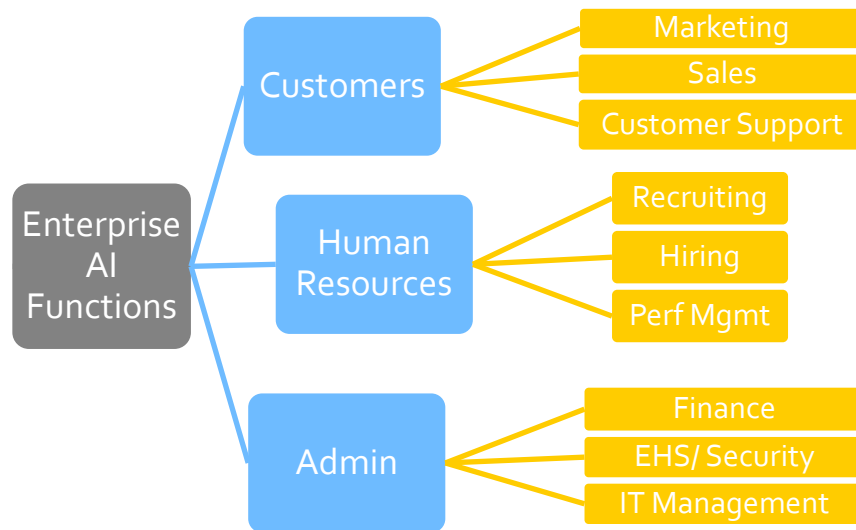 Enterprise
AI
Functions
Customers
Marketing
Sales
Customer Support
Human
Resources
Recruiting
Hiring
Perf Mgmt
Admin
Finance
EHS/ Security
IT Management